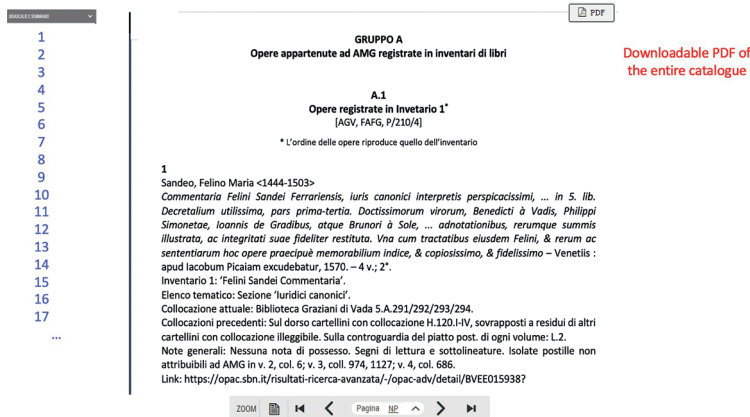 INDICALE E SOMMARIO
PDF
1
2
3
4
5
6
7
8
9
10
11
12
13
14
15
16
17
...
GRUPPO A
Opere appartenute ad AMG registrate in inventari di libri
A.1
Opere registrate in Invetario 1*
[AGV, FAFG, P/210/4]
* L'ordine delle opere riproduce quello dell'inventario
Downloadable PDF of
the entire catalogue
1
Sandeo, Felino Maria <1444-1503>
Commentaria Felini Sandei Ferrariensis, iuris canonici interpretis perspicacissimi, ... in 5. lib.
Decretalium utilissima, pars prima-tertia. Doctissimorum virorum, Benedicti à Vadis, Philippi
Simonetae, Ioannis de Gradibus, atque Brunori à Sole, ... adnotationibus, rerumque summis
illustrata, ac integritati suae fideliter restituta. Vna cum tractatibus eiusdem Felini, & rerum ac
sententiarum hoc opere praecipuè memorabilium indice, & copiosissimo, & fidelissimo – Venetiis :
apud Iacobum Picaiam excudebatur, 1570. – 4 v.; 2°.
Inventario 1: 'Felini Sandei Commentaria'.
Elenco tematico: Sezione 'Iuridici canonici'.
Collocazione attuale: Biblioteca Graziani di Vada 5.A.291/292/293/294.
Collocazioni precedenti: Sul dorso cartellini con collocazione H.120.I-IV, sovrapposti a residui di altri
cartellini con collocazione illeggibile. Sulla controguardia del piatto post. di ogni volume: L.2.
Note generali: Nessuna nota di possesso. Segni di lettura e sottolineature. Isolate postille non
attribuibili ad AMG in v. 2, col. 6; v. 3, coll. 974, 1127; v. 4, col. 686.
Link: https://opac.sbn.it/risultati-ricerca-avanzata/-/opac-adv/detail/BVEE015938?
ZOOM
Pagina NP